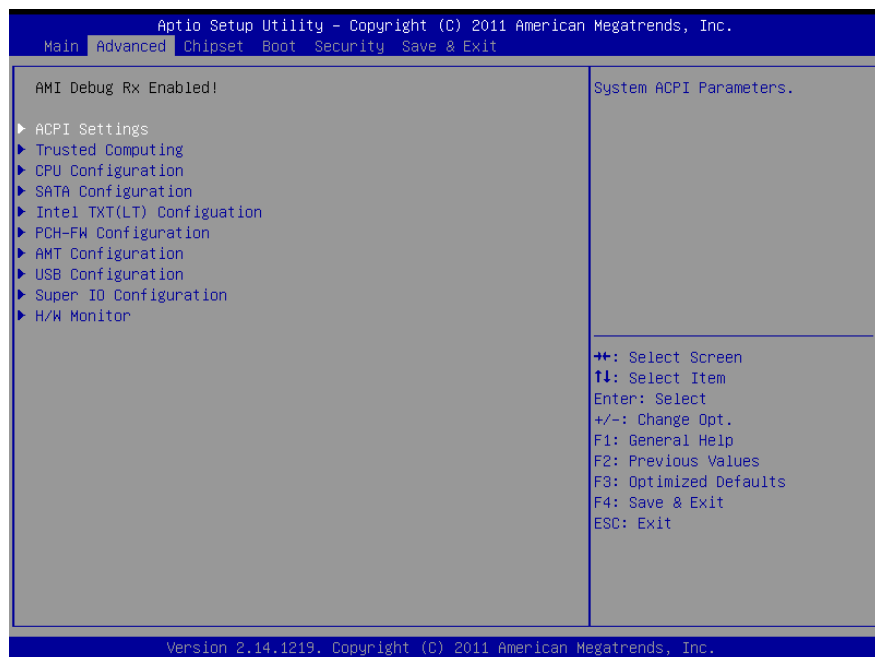 Aptio Setup Utility – Copyright (C) 2011 American Megatrends, Inc.
Main Advanced Chipset Boot Security Save & Exit
AMI Debug Rx Enabled!
ACPI Settings
Trusted Computing
CPU Configuration
SATA Configuration
Intel TXT(LT) Configuation
PCH-FW Configuration
AMT Configuration
USB Configuration
Super IO Configuration
H/W Monitor
System ACPI Parameters.
→←: Select Screen
↑↓: Select Item
Enter: Select
+/-: Change Opt.
F1: General Help
F2: Previous Values
F3: Optimized Defaults
F4: Save & Exit
ESC: Exit
Version 2.14.1219. Copyright (C) 2011 American Megatrends, Inc.